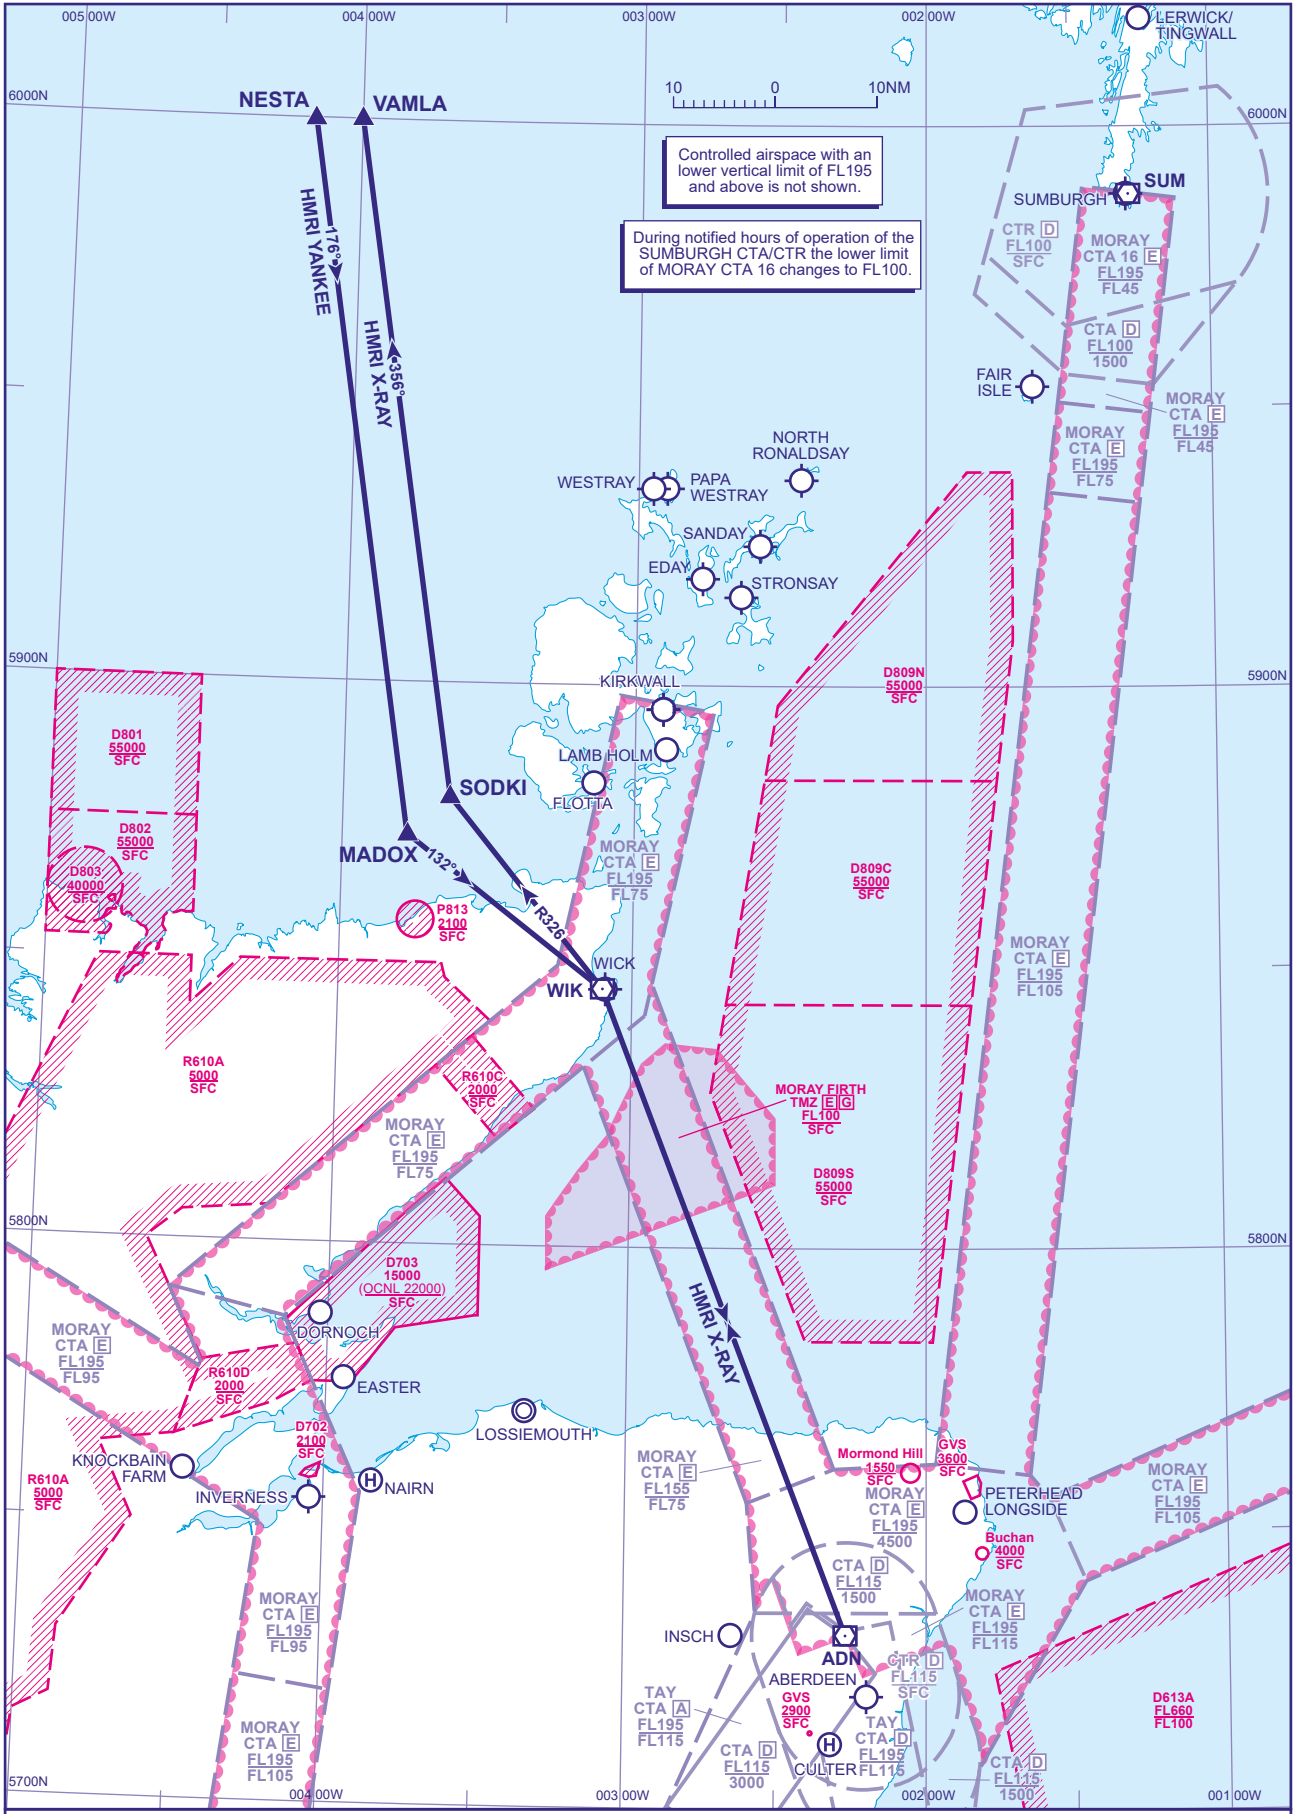 005 00W
004 00W
003 00W
002 00W
LERWICK/
TINGWALL
6000N
6000N
NESTA
VAMLA
10
0
10NM
Controlled airspace with an
lower vertical limit of FL195
and above is not shown.
During notified hours of operation of the
SUMBURGH CTA/CTR the lower limit
of MORAY CTA 16 changes to FL100.
SUM
SUMBURGH
CTR D
FL100
SFC
MORAY
CTA 16 E
FL195
FL45
CTA D
FL100
1500
176°
HMRI YANKEE
356°
HMRI X-RAY
FAIR
ISLE
MORAY
CTA E
FL195
FL45
MORAY
CTA E
FL195
FL75
NORTH
RONALDSAY
WESTRAY
PAPA
WESTRAY
SANDAY
EDAY
STRONSAY
5900N
5900N
KIRKWALL
D809N
55000
SFC
D801
55000
SFC
LAMB HOLM
FLOTTA
SODKI
D802
55000
SFC
MADOX
132°
D803
40000
SFC
MORAY
CTA E
FL195
FL75
D809C
55000
SFC
P813
2100
SFC
R326
WICK
WIK
MORAY
CTA E
FL195
FL105
R610A
5000
SFC
R610C
2000
SFC
MORAY FIRTH
TMZ E G
FL100
SFC
MORAY
CTA E
FL195
FL75
D809S
55000
SFC
5800N
5800N
D703
15000
(OCNL 22000)
SFC
HMRI X-RAY
DORNOCH
MORAY
CTA E
FL195
FL95
R610D
2000
SFC
EASTER
LOSSIEMOUTH
D702
2100
SFC
KNOCKBAIN
FARM
R610A
5000
SFC
INVERNESS
H
NAIRN
MORAY
CTA E
FL155
FL75
Mormond Hill
1550
SFC
GVS
3600
SFC
MORAY
CTA E
FL195
4500
PETERHEAD
LONGSIDE
MORAY
CTA E
FL195
FL105
Buchan
4000
SFC
CTA D
FL115
1500
MORAY
CTA E
FL195
FL95
MORAY
CTA E
FL195
FL115
INSCH
ADN
CTR D
FL115
SFC
ABERDEEN
TAY
CTA A
FL195
FL115
GVS
2900
SFC
D613A
FL660
FL100
MORAY
CTA E
FL195
FL105
TAY
CTA D
FL195
FL115
CTA D
FL115
3000
H
CULTER
CTA D
FL115
1500
5700N
004 00W
003 00W
002 00W
001 00W